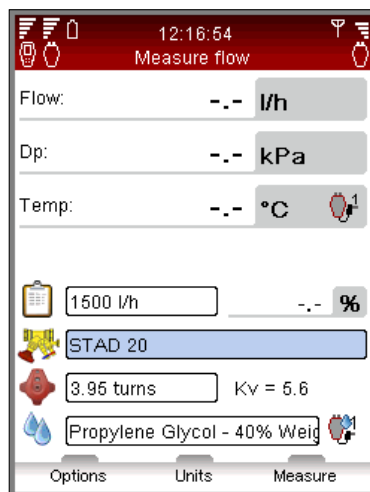 12:16:54
Measure flow
Flow: -.- l/h
Dp: -.- kPa
Temp: -.- °C 1
1500 l/h -.- %
STAD 20
3.95 turns Kv = 5.6
Propylene Glycol - 40% Weig
Options Units Measure